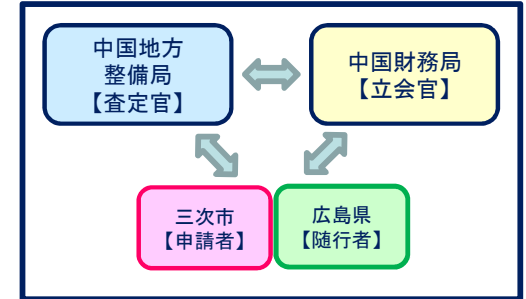 中国地方
整備局
【査定官】
中国財務局
【立会官】
三次市
【申請者】
広島県
【随行者】